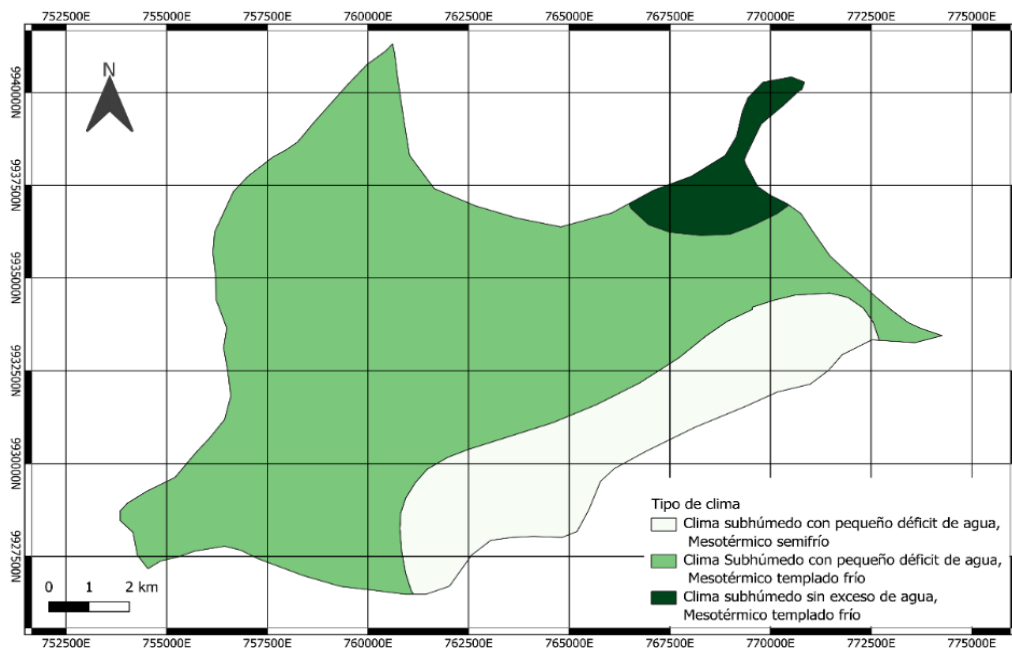 752500E 755000E 757500E 760000E 762500E 765000E 767500E 770000E 772500E 775000E
N
9940000N
9937500N
9935000N
9932500N
9930000N
9927500N
Tipo de clima
Clima subhúmedo con pequeño déficit de agua,
Mesotérmico semifrío
Clima Subhúmedo con pequeño déficit de agua,
Mesotérmico templado frío
Clima subhúmedo sin exceso de agua,
Mesotérmico templado frío
0 1 2 km
752500E 755000E 757500E 760000E 762500E 765000E 767500E 770000E 772500E 775000E